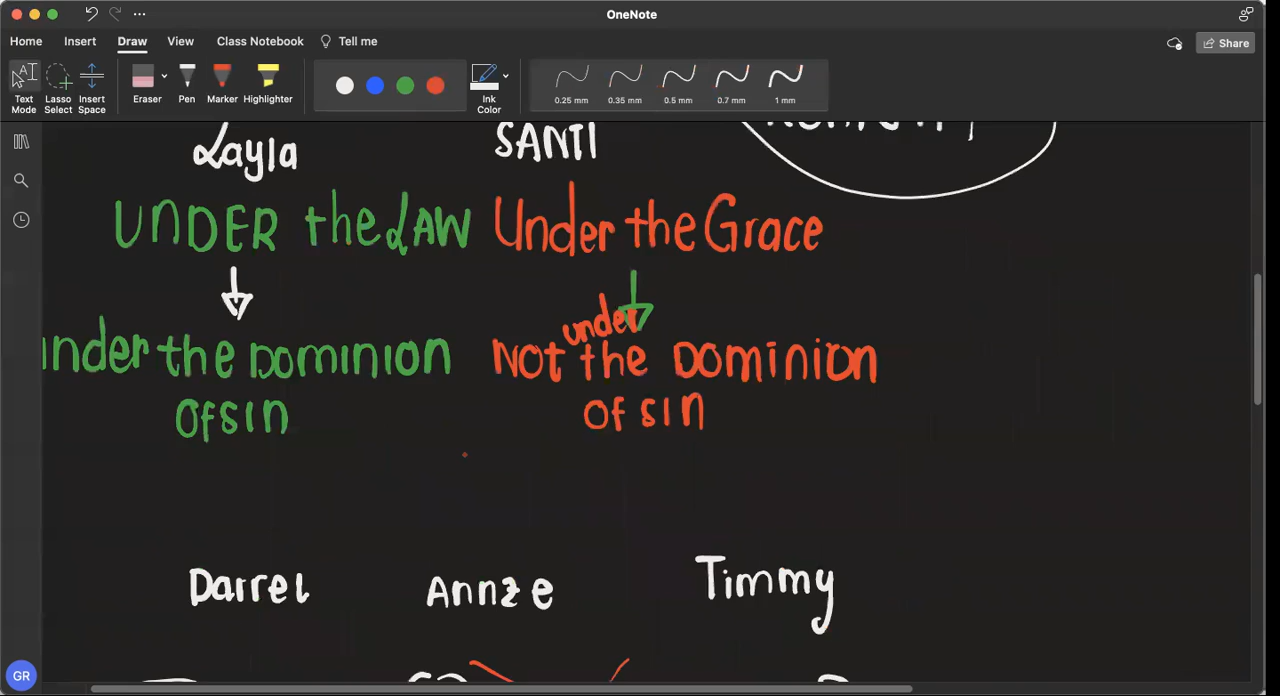 OneNote
Home Insert Draw View Class Notebook Tell me
Share
Text Mode
Lasso Select
Insert Space
Eraser
Pen
Marker
Highlighter
Ink Color
0.25 mm 0.35 mm 0.5 mm 0.7 mm 1 mm
Layla SANTI
UNDER the LAW Under the Grace
under
under the Dominion Not the Dominion
of sin of sin
Darrel Annze Timmy
GR